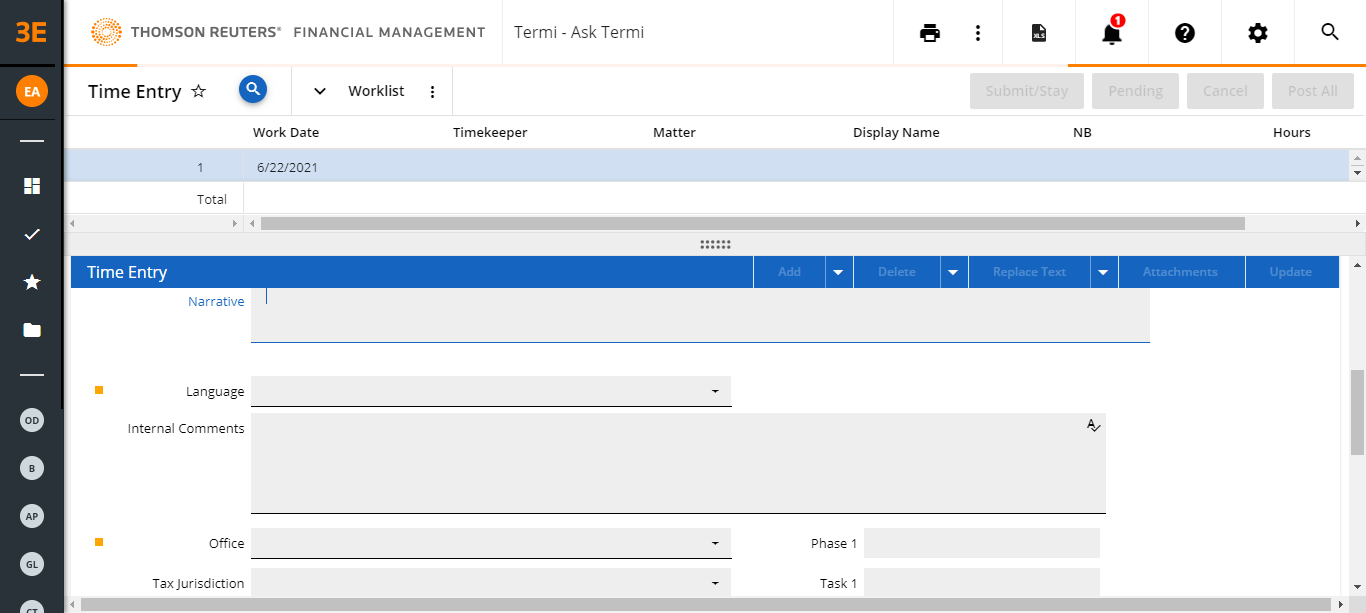 3E
THOMSON REUTERS® FINANCIAL MANAGEMENT
Termi - Ask Termi
XLS
1
EA
Time Entry
Worklist
Submit/Stay
Pending
Cancel
Post All
Work Date Timekeeper Matter Display Name NB Hours
1 6/22/2021
Total
Time Entry Add Delete Replace Text Attachments Update
Narrative
Language
Internal Comments
A
Office Phase 1
Tax Jurisdiction Task 1
OD
B
AP
GL
CT